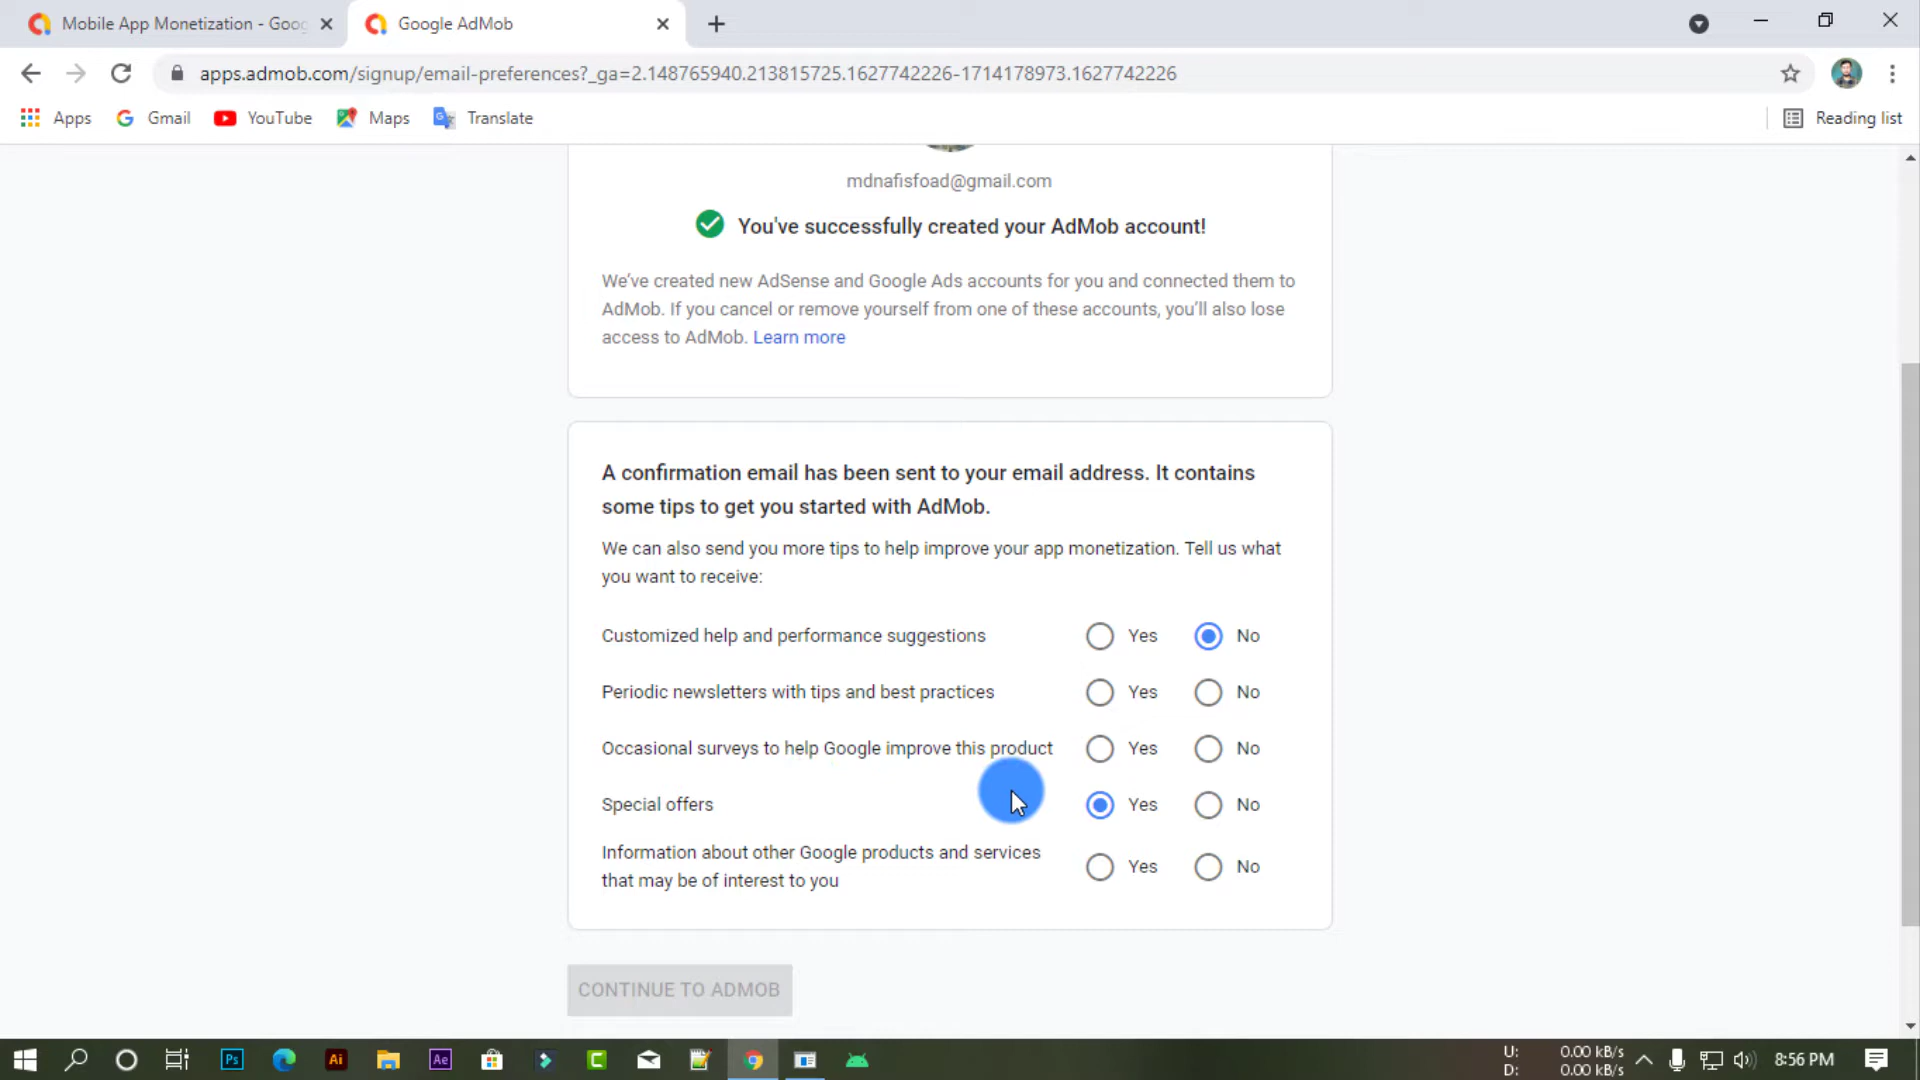 Mobile App Monetization - Goog
Google AdMob
apps.admob.com/signup/email-preferences?_ga=2.148765940.213815725.1627742226-1714178973.1627742226
Apps
Gmail
YouTube
Maps
Translate
Reading list
mdnafisfoad@gmail.com
You've successfully created your AdMob account!
We've created new AdSense and Google Ads accounts for you and connected them to
AdMob. If you cancel or remove yourself from one of these accounts, you'll also lose
access to AdMob. Learn more
A confirmation email has been sent to your email address. It contains
some tips to get you started with AdMob.
We can also send you more tips to help improve your app monetization. Tell us what
you want to receive:
Customized help and performance suggestions Yes No
Periodic newsletters with tips and best practices Yes No
Occasional surveys to help Google improve this product Yes No
Special offers Yes No
Information about other Google products and services
that may be of interest to you Yes No
CONTINUE TO ADMOB
Ps
Ai
Ae
C
U: 0.00 kB/s
D: 0.00 kB/s
8:56 PM